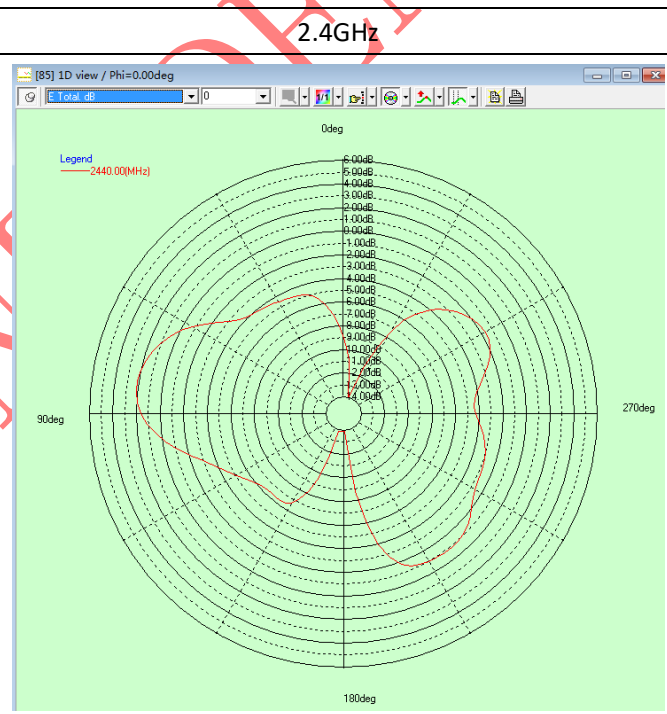 2.4GHz
[85] 1D view / Phi=0.00deg
E Total. dB 0
0deg
Legend
2440.00(MHz)
6.00dB
5.00dB
4.00dB
3.00dB
2.00dB
1.00dB
0.00dB
-1.00dB
-2.00dB
-3.00dB
-4.00dB
-5.00dB
-6.00dB
-7.00dB
-8.00dB
-9.00dB
-10.00dB
-11.00dB
-12.00dB
-13.00dB
-14.00dB
90deg
270deg
180deg